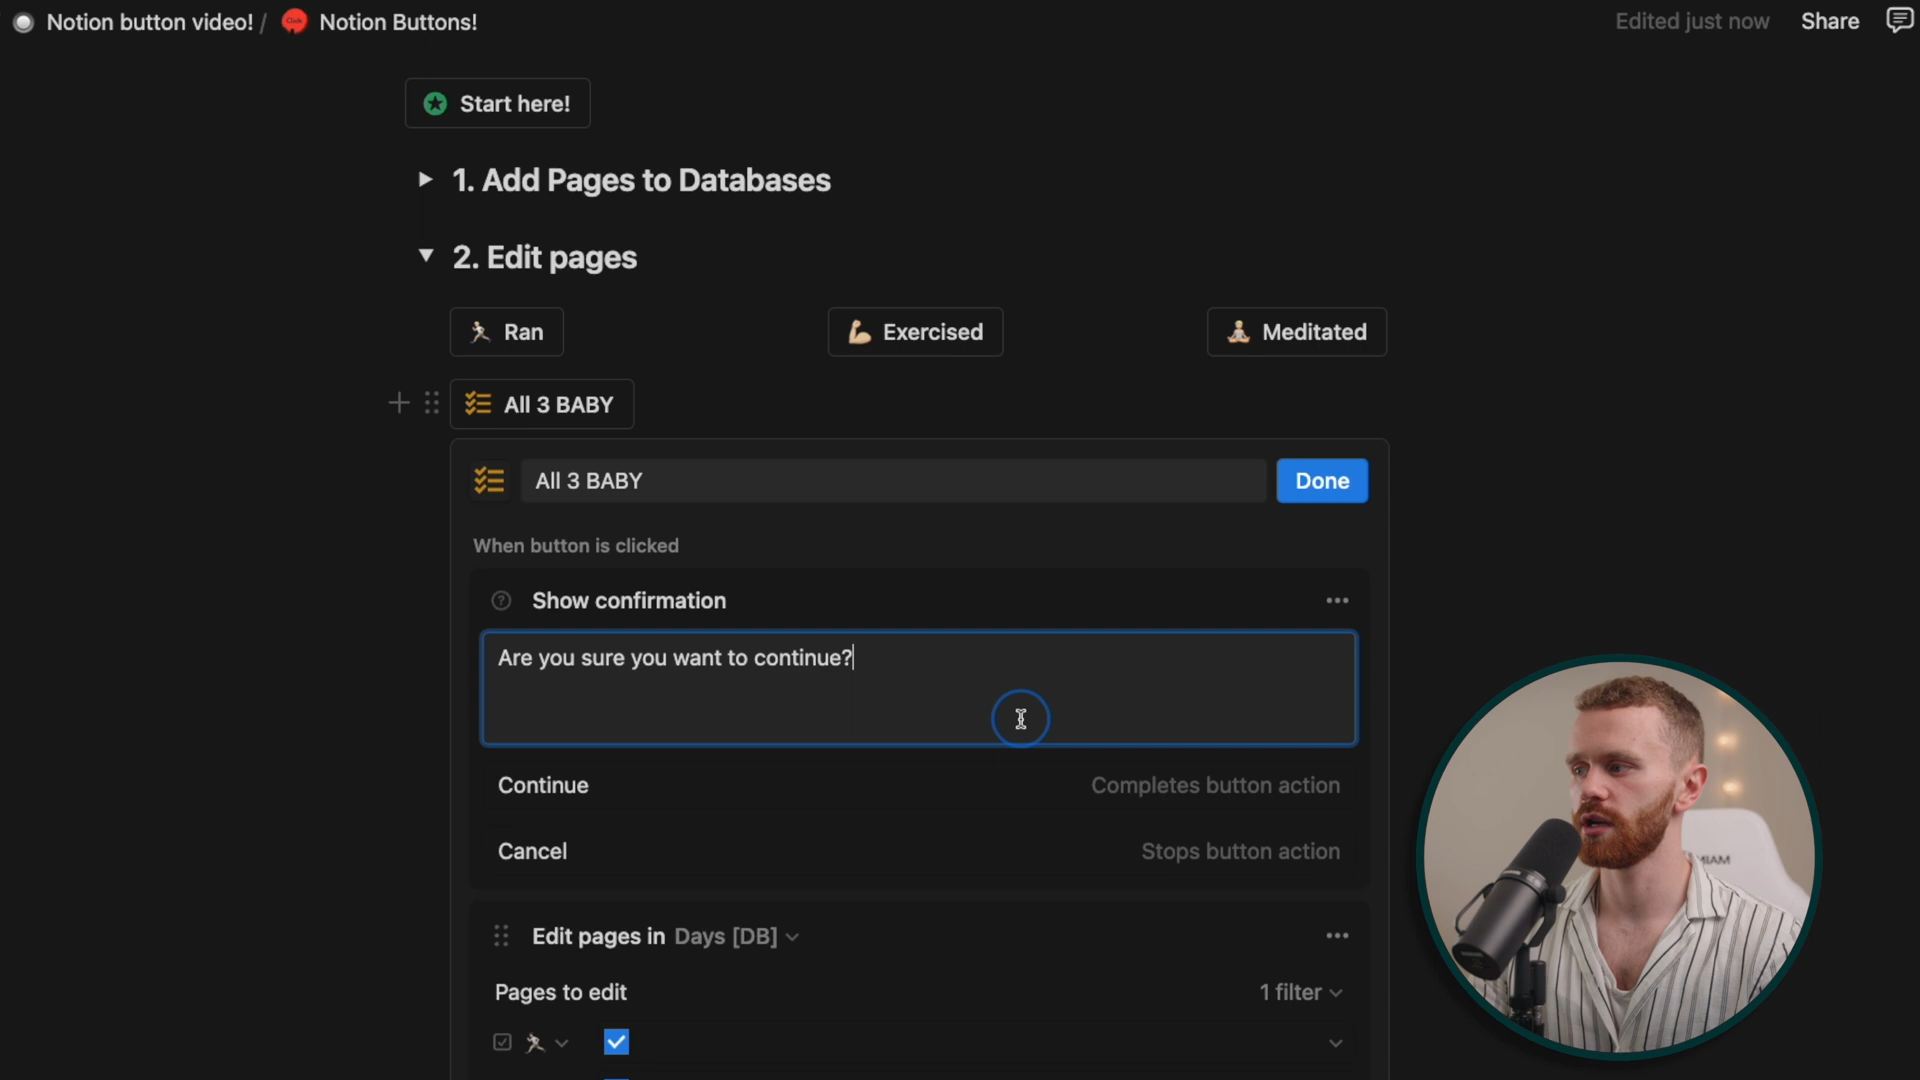 Notion button video! / Notion Buttons!
Edited just now Share
Start here!
1. Add Pages to Databases
2. Edit pages
Ran Exercised Meditated
All 3 BABY
All 3 BABY Done
When button is clicked
Show confirmation
Are you sure you want to continue?
Continue Completes button action
Cancel Stops button action
Edit pages in Days [DB]
Pages to edit 1 filter